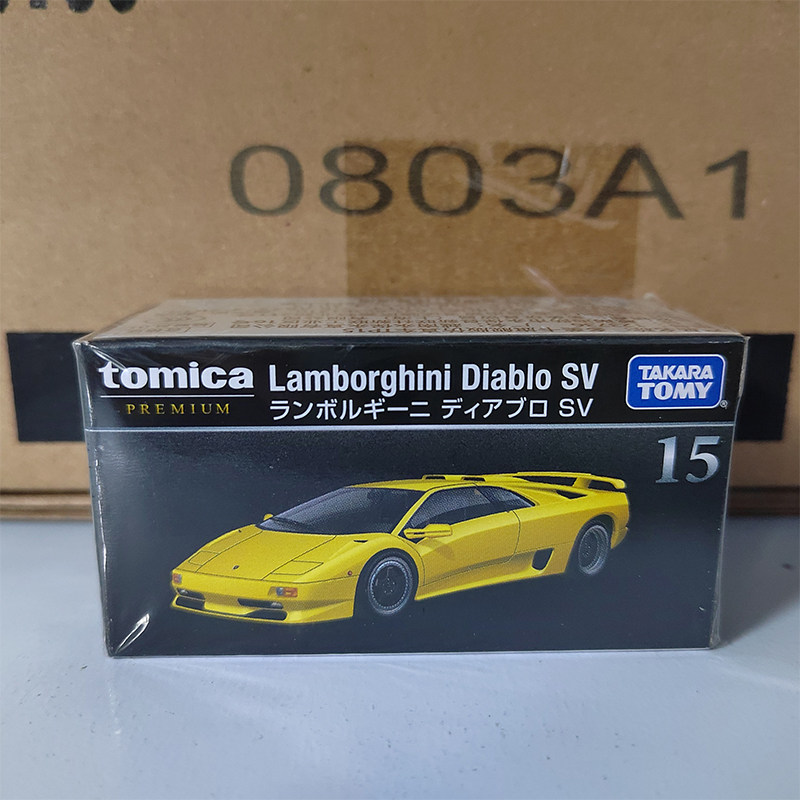 0803A1
tomica
PREMIUM
Lamborghini Diablo SV
ランボルギーニ ディアブロ SV
TAKARA
TOMY
®
15